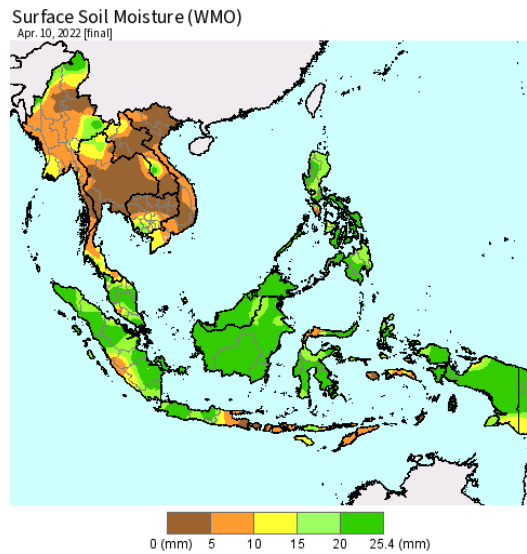 Surface Soil Moisture (WMO)
Apr. 10, 2022 [final]
0 (mm) 5 10 15 20 25.4 (mm)